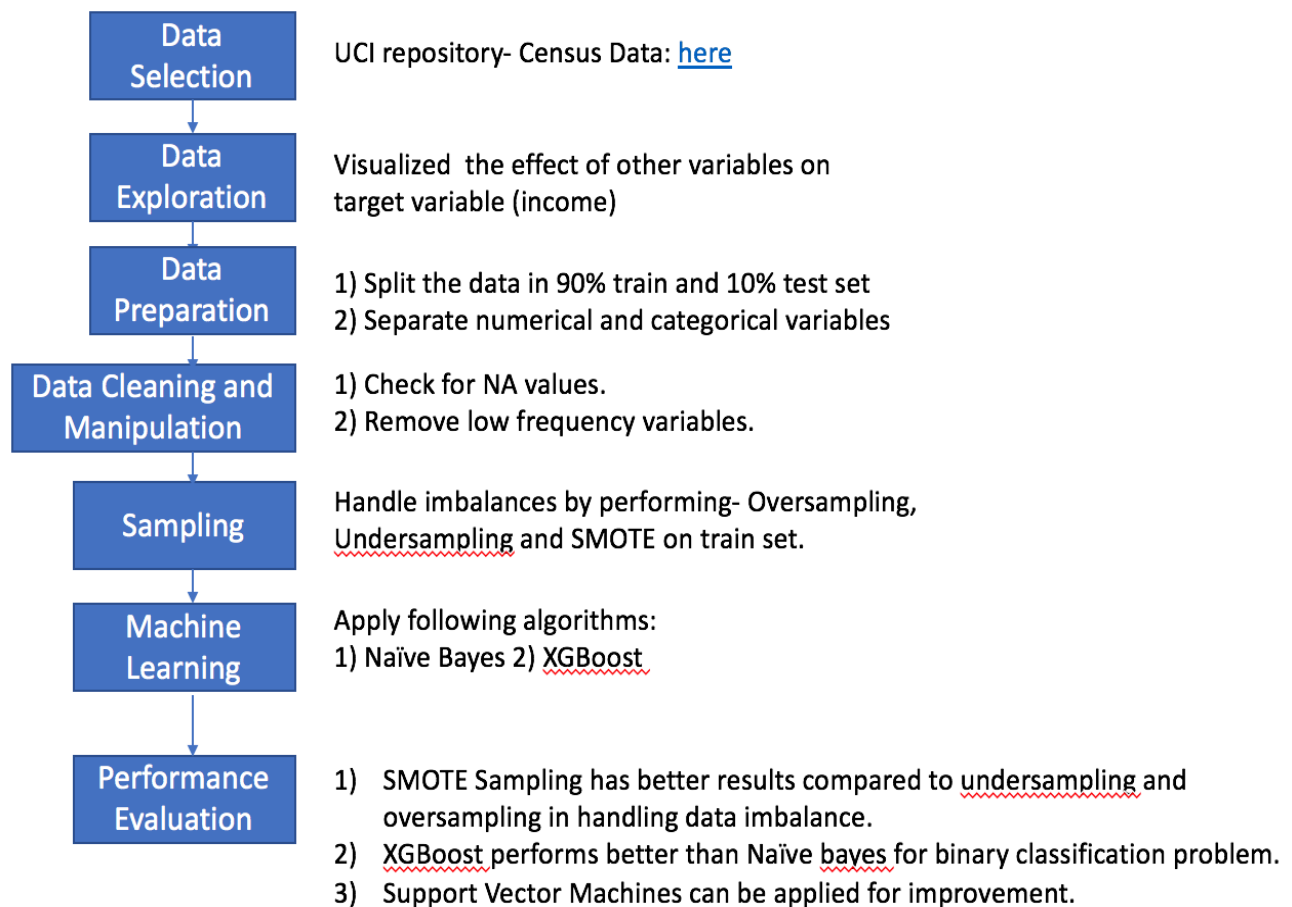 Data
Selection
UCI repository- Census Data: here
Data
Exploration
Visualized  the effect of other variables on
target variable (income)
Data
Preparation
1) Split the data in 90% train and 10% test set
2) Separate numerical and categorical variables
Data Cleaning and
Manipulation
1) Check for NA values.
2) Remove low frequency variables.
Sampling
Handle imbalances by performing- Oversampling,
Undersampling and SMOTE on train set.
Machine
Learning
Apply following algorithms:
1) Naïve Bayes 2) XGBoost
Performance
Evaluation
1) SMOTE Sampling has better results compared to undersampling and
oversampling in handling data imbalance.
2) XGBoost performs better than Naïve bayes for binary classification problem.
3) Support Vector Machines can be applied for improvement.